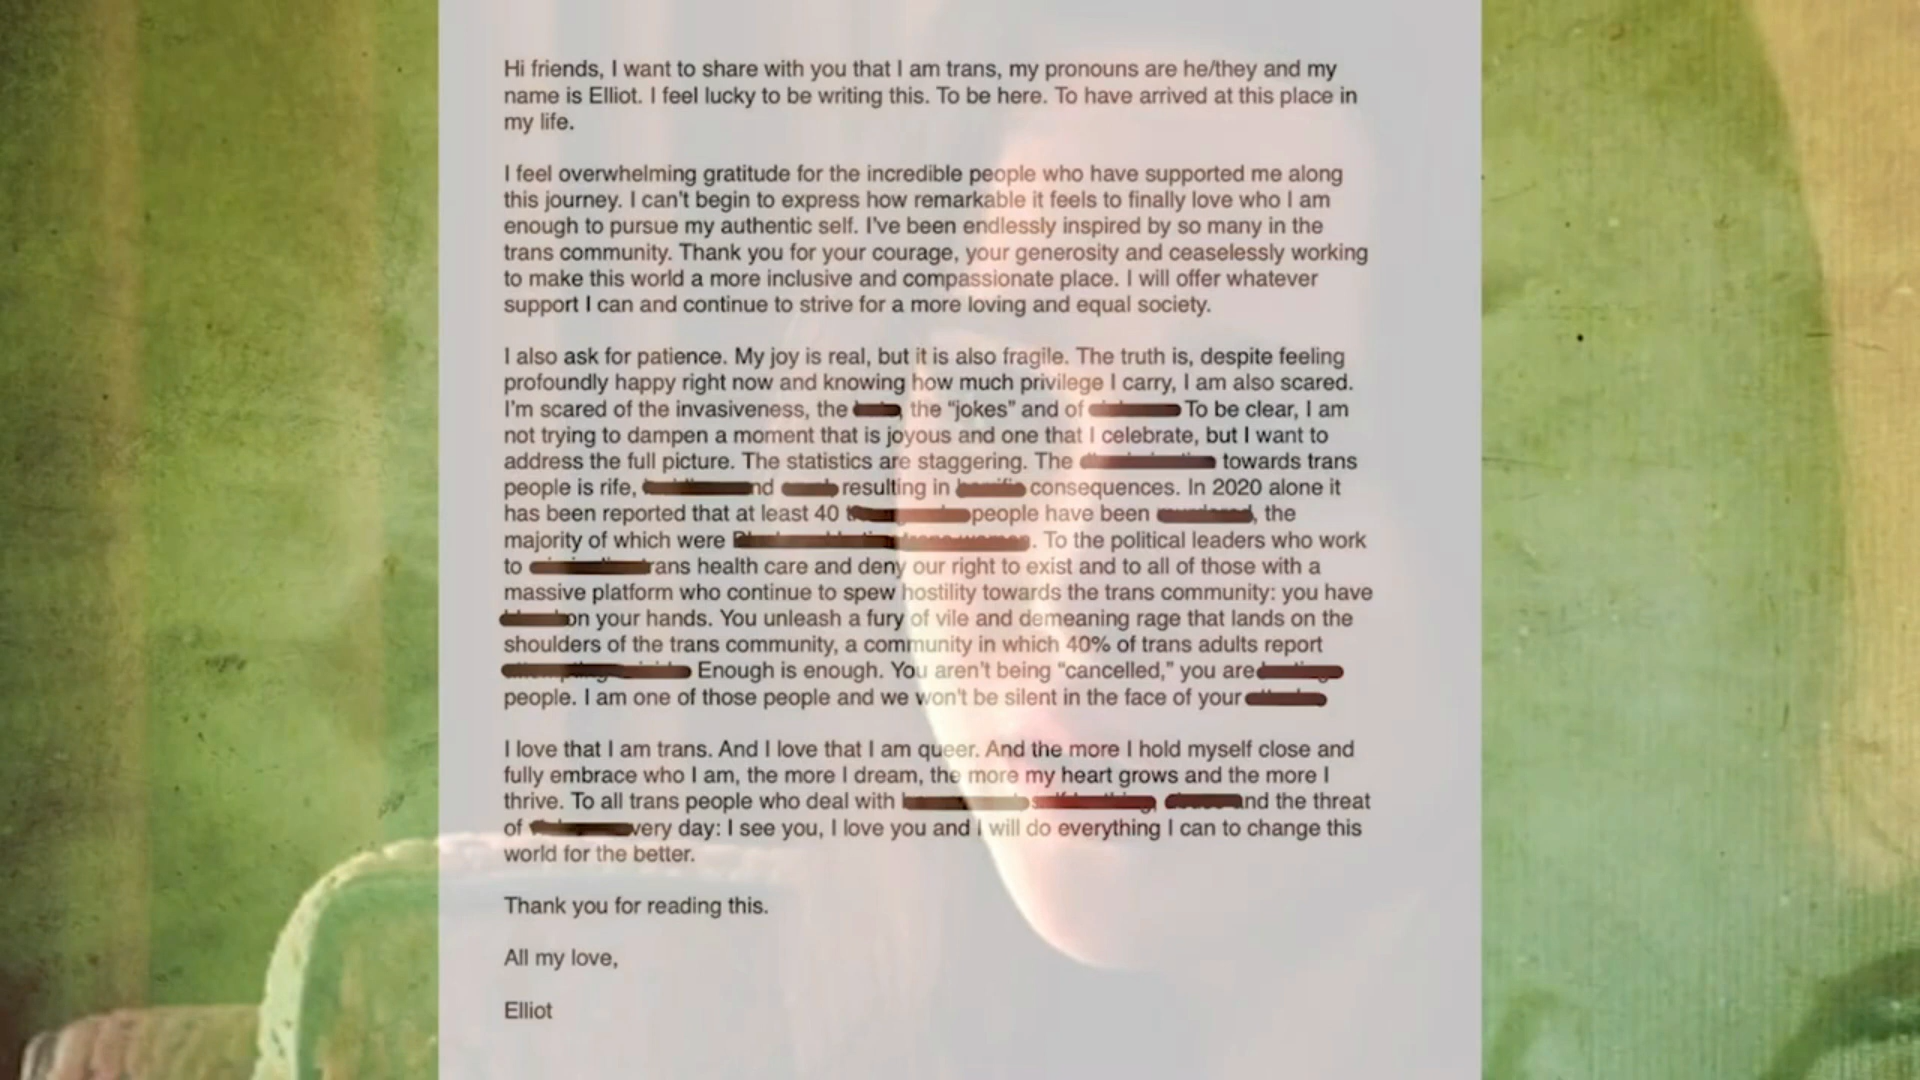 Hi friends, I want to share with you that I am trans, my pronouns are he/they and my
name is Elliot. I feel lucky to be writing this. To be here. To have arrived at this place in
my life.
I feel overwhelming gratitude for the incredible people who have supported me along
this journey. I can't begin to express how remarkable it feels to finally love who I am
enough to pursue my authentic self. I've been endlessly inspired by so many in the
trans community. Thank you for your courage, your generosity and ceaselessly working
to make this world a more inclusive and compassionate place. I will offer whatever
support I can and continue to strive for a more loving and equal society.
I also ask for patience. My joy is real, but it is also fragile. The truth is, despite feeling
profoundly happy right now and knowing how much privilege I carry, I am also scared.
I'm scared of the invasiveness, the , the “jokes” and of To be clear, I am
not trying to dampen a moment that is joyous and one that I celebrate, but I want to
address the full picture. The statistics are staggering. The towards trans
people is rife, resulting in consequences. In 2020 alone it
has been reported that at least 40 people have been , the
majority of which were . To the political leaders who work
to health care and deny our right to exist and to all of those with a
massive platform who continue to spew hostility towards the trans community: you have
on your hands. You unleash a fury of vile and demeaning rage that lands on the
shoulders of the trans community, a community in which 40% of trans adults report
Enough is enough. You aren't being “cancelled,” you are
people. I am one of those people and we won't be silent in the face of your
I love that I am trans. And I love that I am queer. And the more I hold myself close and
fully embrace who I am, the more I dream, the more my heart grows and the more I
thrive. To all trans people who deal with the threat
of day: I see you, I love you and I will do everything I can to change this
world for the better.
Thank you for reading this.
All my love,
Elliot